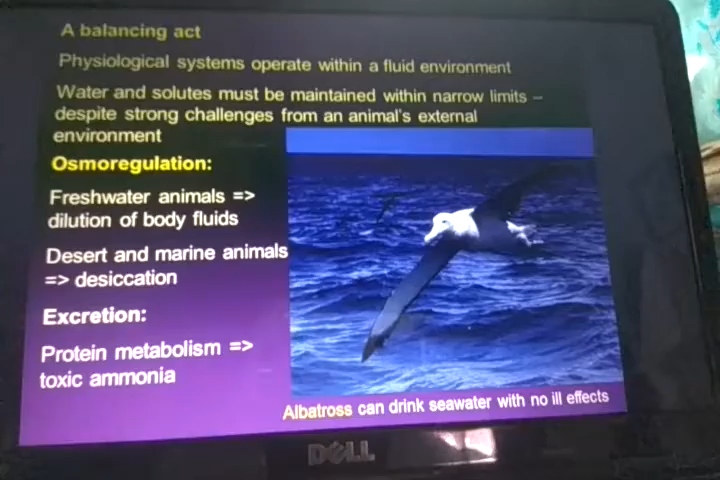 A balancing act
Physiological systems operate within a fluid environment
Water and solutes must be maintained within narrow limits –
despite strong challenges from an animal's external
environment
Osmoregulation:
Freshwater animals =>
dilution of body fluids
Desert and marine animals
=> desiccation
Excretion:
Protein metabolism =>
toxic ammonia
Albatross can drink seawater with no ill effects
DELL